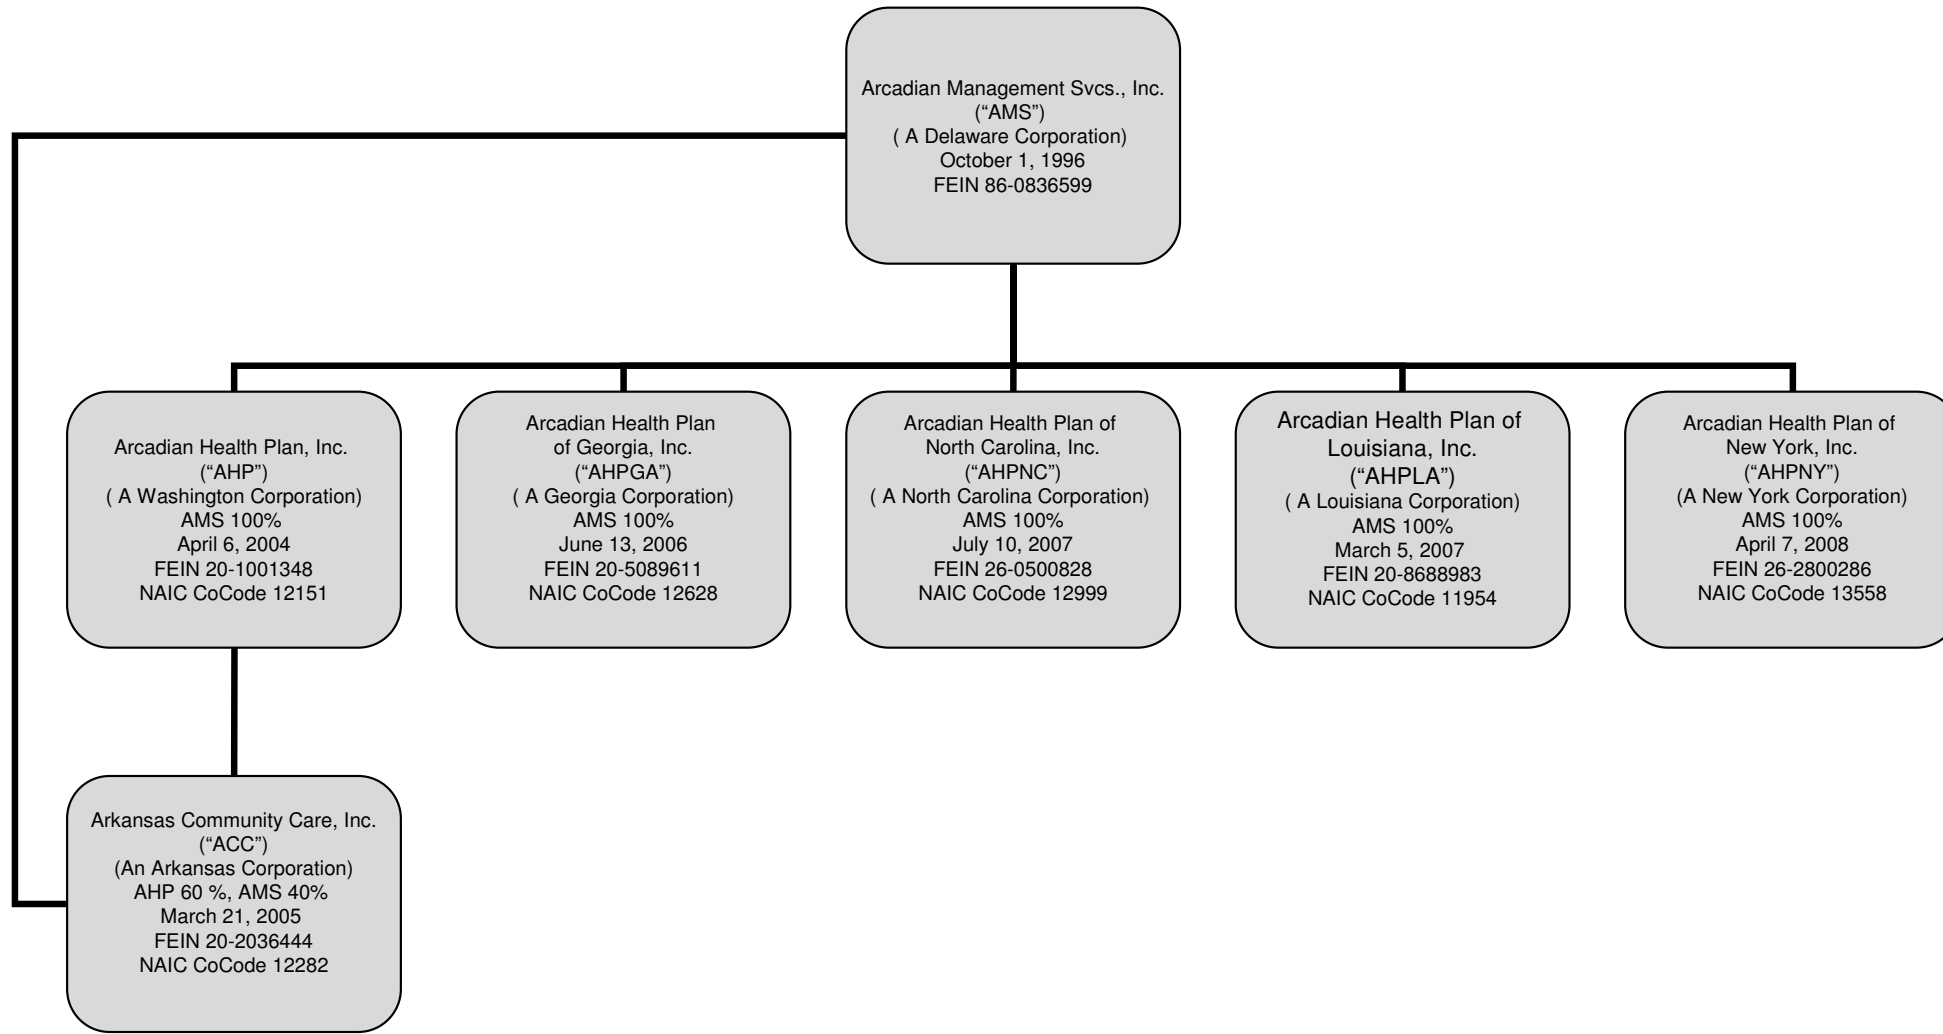 Arcadian Management Svcs., Inc.
(“AMS”)
( A Delaware Corporation)
October 1, 1996
FEIN 86-0836599
Arcadian Health Plan, Inc.
(“AHP”)
( A Washington Corporation)
AMS 100%
April 6, 2004
FEIN 20-1001348
NAIC CoCode 12151
Arcadian Health Plan
of Georgia, Inc.
(“AHPGA”)
( A Georgia Corporation)
AMS 100%
June 13, 2006
FEIN 20-5089611
NAIC CoCode 12628
Arcadian Health Plan of
North Carolina, Inc.
(“AHPNC”)
( A North Carolina Corporation)
AMS 100%
July 10, 2007
FEIN 26-0500828
NAIC CoCode 12999
Arcadian Health Plan of
Louisiana, Inc.
(“AHPLA”)
( A Louisiana Corporation)
AMS 100%
March 5, 2007
FEIN 20-8688983
NAIC CoCode 11954
Arcadian Health Plan of
New York, Inc.
(“AHPNY”)
(A New York Corporation)
AMS 100%
April 7, 2008
FEIN 26-2800286
NAIC CoCode 13558
Arkansas Community Care, Inc.
(“ACC”)
(An Arkansas Corporation)
AHP 60 %, AMS 40%
March 21, 2005
FEIN 20-2036444
NAIC CoCode 12282